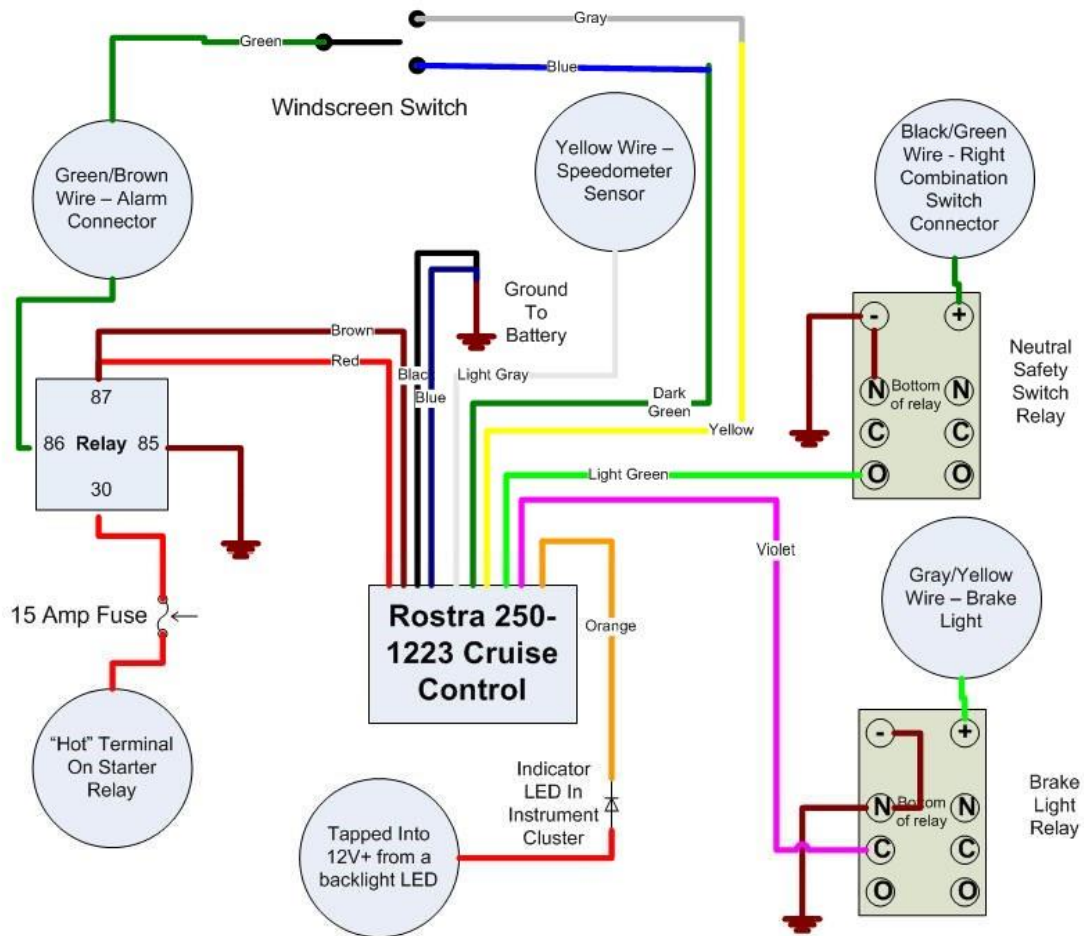 Gray
Green
Blue
Windscreen Switch
Green/Brown
Wire – Alarm
Connector
Yellow Wire –
Speedometer
Sensor
Black/Green
Wire - Right
Combination
Switch
Connector
Ground
To
Battery
Brown
Red
Black
Blue
Light Gray
Dark
Green
Yellow
Light Green
Violet
Orange
87
86 Relay 85
30
15 Amp Fuse
"Hot" Terminal
On Starter
Relay
Rostra 250-
1223 Cruise
Control
Indicator
LED In
Instrument
Cluster
Tapped Into
12V+ from a
backlight LED
- +
N Bottom N
of relay
C C
O O
Neutral
Safety
Switch
Relay
Gray/Yellow
Wire – Brake
Light
- +
N Bottom N
of relay
C C
O O
Brake
Light
Relay